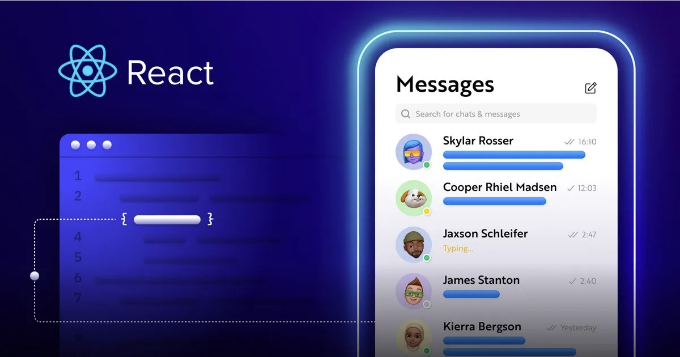 React
Messages
Search for chats & messages
Skylar Rosser 16:10
Cooper Rhiel Madsen 12:03
Jaxson Schleifer 2:47
Typing...
James Stanton 2:40
Kierra Bergson Yesterday
1
2
{ }
4
5
6
7